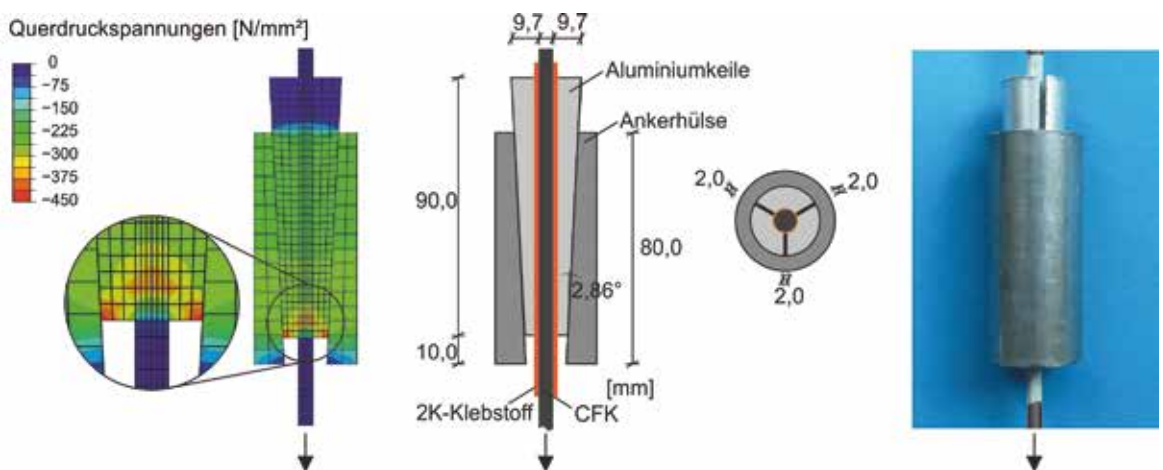 Querdruckspannungen [N/mm²]
0
−75
−150
−225
−300
−375
−450
9,7 9,7
Aluminiumkeile
Ankerhülse
90,0
80,0
2,86°
10,0
[mm]
2K-Klebstoff
CFK
2,0 2,0
2,0